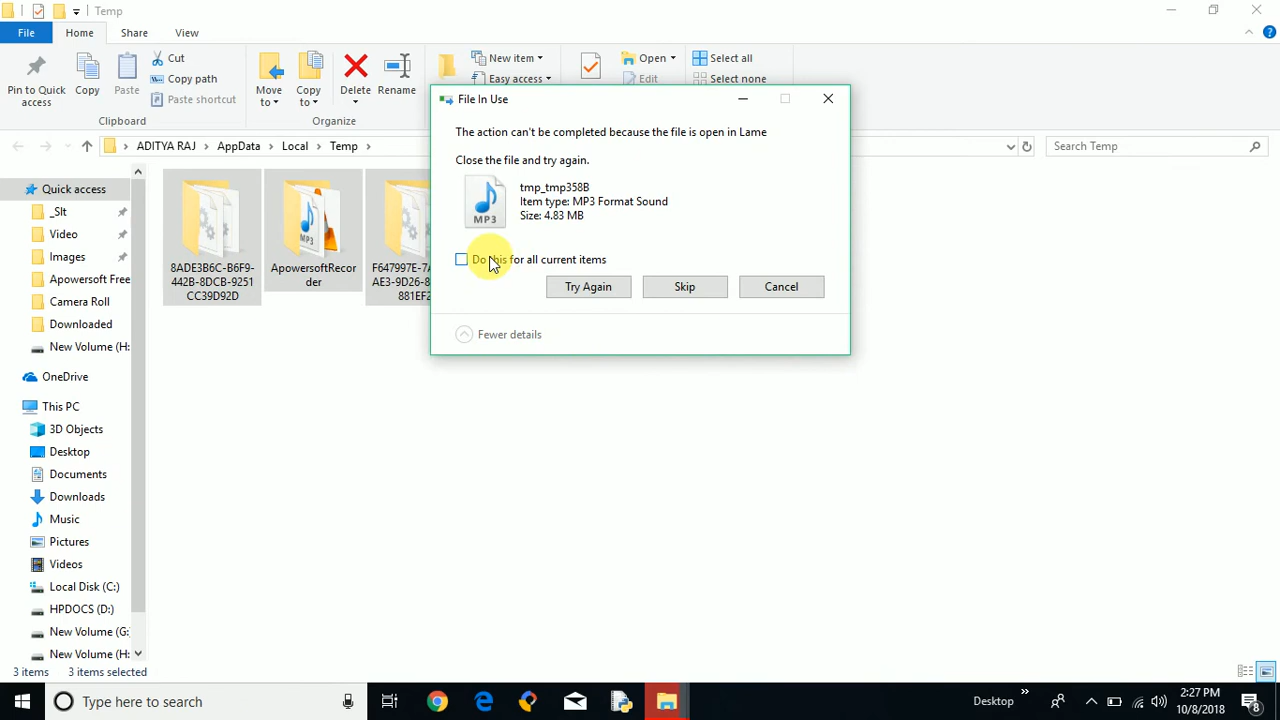 Temp
File
Home
Share
View
Pin to Quick access
Copy
Paste
Cut
Copy path
Paste shortcut
Clipboard
Move to
Copy to
Delete
Rename
Organize
New item
Easy access
Open
Edit
Select all
Select none
ADITYA RAJ
AppData
Local
Temp
Search Temp
File In Use
The action can't be completed because the file is open in Lame
Close the file and try again.
MP3
tmp_tmp358B
Item type: MP3 Format Sound
Size: 4.83 MB
Do this for all current items
Try Again
Skip
Cancel
Fewer details
Quick access
_Slt
Video
Images
Apowersoft Free
Camera Roll
Downloaded
New Volume (H:
OneDrive
This PC
3D Objects
Desktop
Documents
Downloads
Music
Pictures
Videos
Local Disk (C:)
HPDOCS (D:)
New Volume (G:
New Volume (H:
8ADE3B6C-B6F9-
442B-8DCB-9251
CC39D92D
MP3
ApowersoftRecor
der
F647997E-7A
AE3-9D26-8
881EF2
3 items
3 items selected
Type here to search
Desktop
2:27 PM
10/8/2018
8